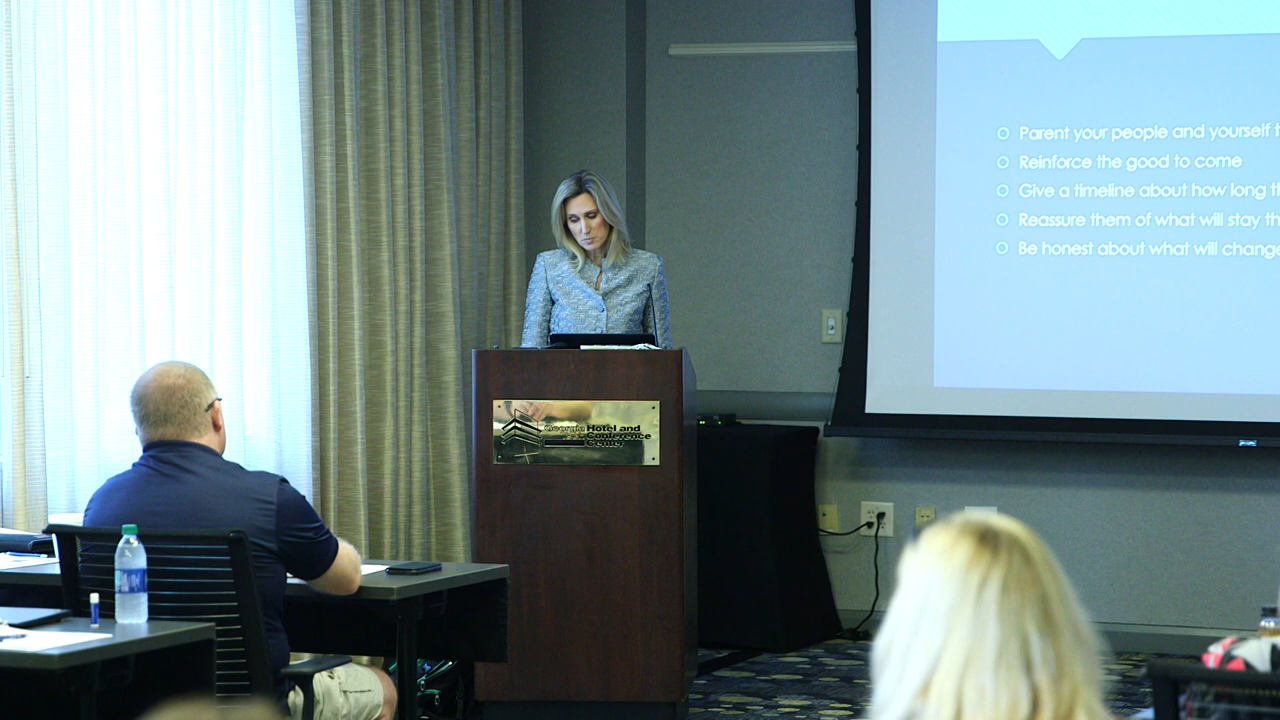 Parent your people and yourself
Reinforce the good to come
Give a timeline about how long
Reassure them of what will stay
Be honest about what will change
Georgia Hotel and
Conference
Center